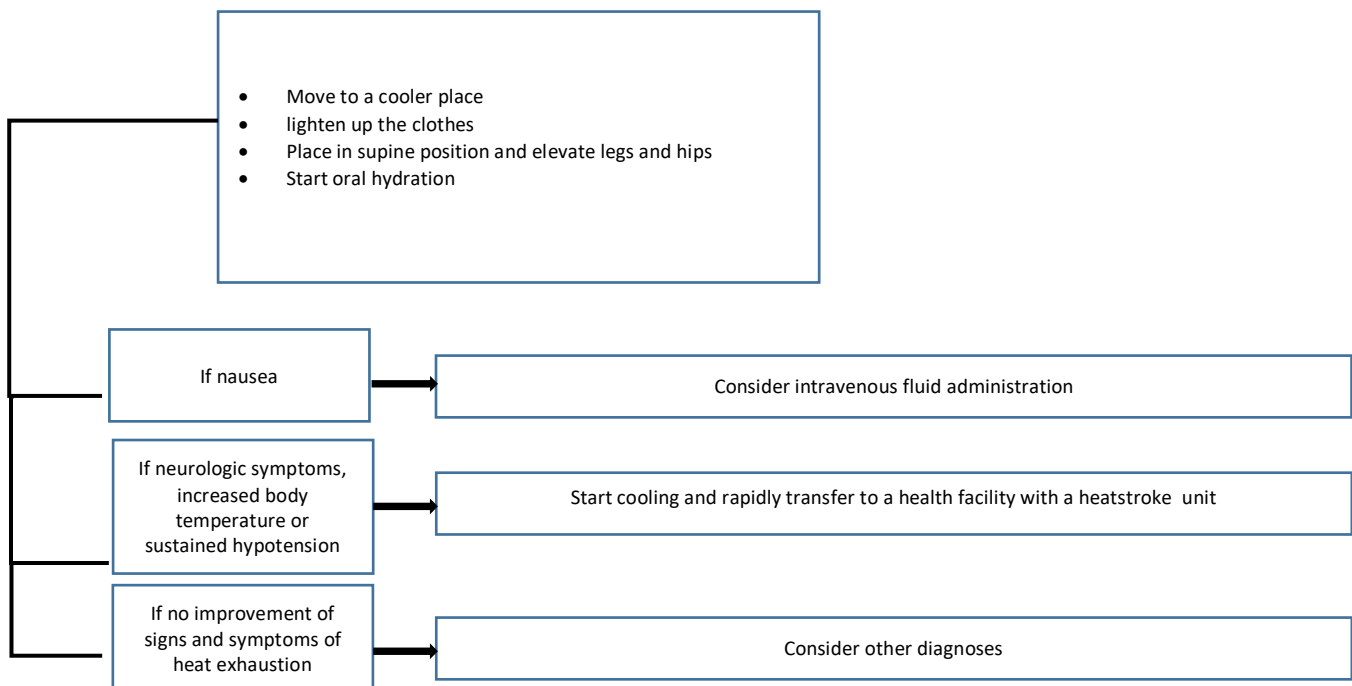 • Move to a cooler place
• lighten up the clothes
• Place in supine position and elevate legs and hips
• Start oral hydration
If nausea
Consider intravenous fluid administration
If neurologic symptoms,
increased body
temperature or
sustained hypotension
Start cooling and rapidly transfer to a health facility with a heatstroke unit
If no improvement of
signs and symptoms of
heat exhaustion
Consider other diagnoses